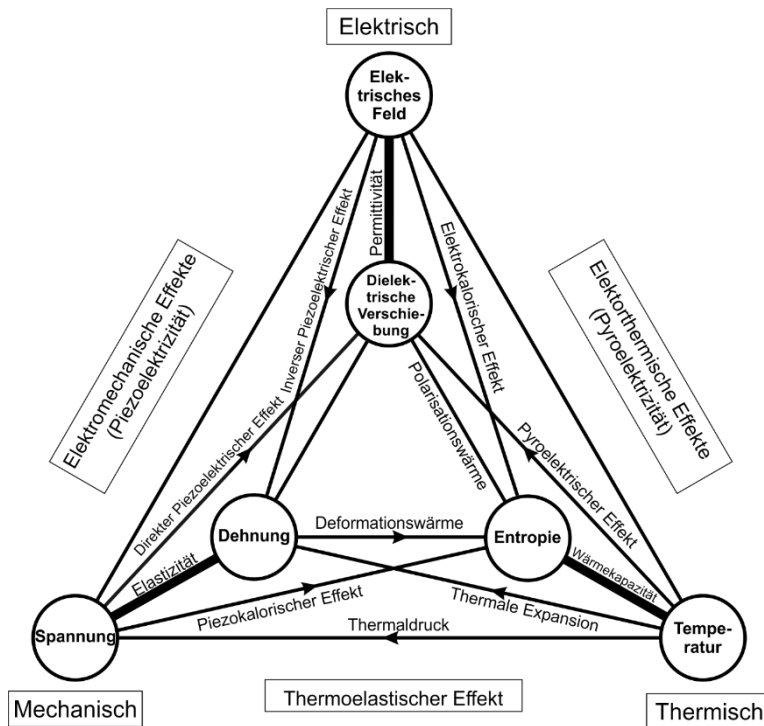 Elektrisch
Elek-
trisches
Feld
Permittivität
Inverser Piezoelektrischer Effekt
Elektrokalorischer Effekt
Elektromechanische Effekte
(Piezoelektrizität)
Elektorthermische Effekte
(Pyroelektrizität)
Dielek-
trische
Verschie-
bung
Direkter Piezoelektrischer Effekt
Polarisationswärme
Pyroelektrischer Effekt
Dehnung
Deformationswärme
Entropie
Elastizität
Wärmekapazität
Piezokalorischer Effekt
Thermale Expansion
Spannung
Thermaldruck
Tempe-
ratur
Mechanisch
Thermoelastischer Effekt
Thermisch